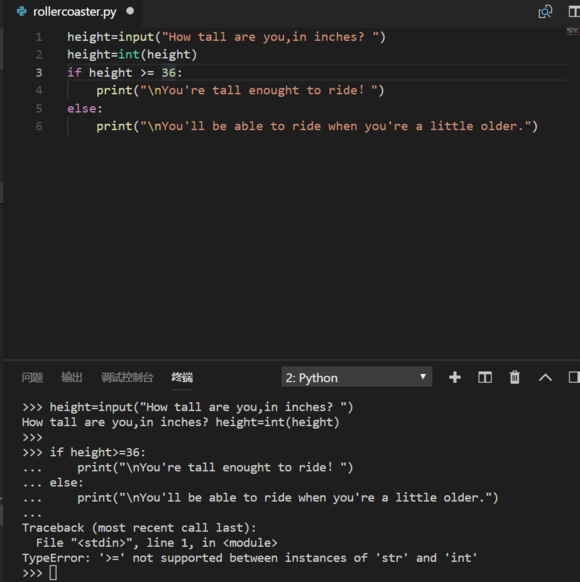 rollercoaster.py
1 height=input("How tall are you,in inches? ")
2 height=int(height)
3 if height >= 36:
4     print("\nYou're tall enought to ride! ")
5 else:
6     print("\nYou'll be able to ride when you're a little older.")
问题 输出 调试控制台 终端 2: Python
>>> height=input("How tall are you,in inches? ")
How tall are you,in inches? height=int(height)
>>>
>>> if height>=36:
...     print("\nYou're tall enought to ride! ")
... else:
...     print("\nYou'll be able to ride when you're a little older.")
...
Traceback (most recent call last):
  File "<stdin>", line 1, in <module>
TypeError: '>=' not supported between instances of 'str' and 'int'
>>>